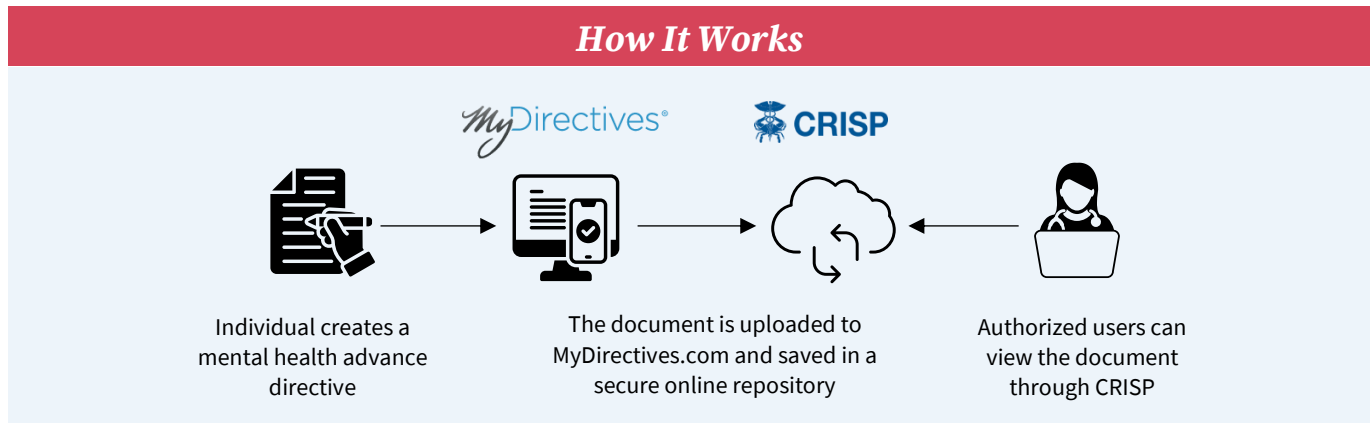 How It Works
MyDirectives®
CRISP
Individual creates a
mental health advance
directive
The document is uploaded to
MyDirectives.com and saved in a
secure online repository
Authorized users can
view the document
through CRISP